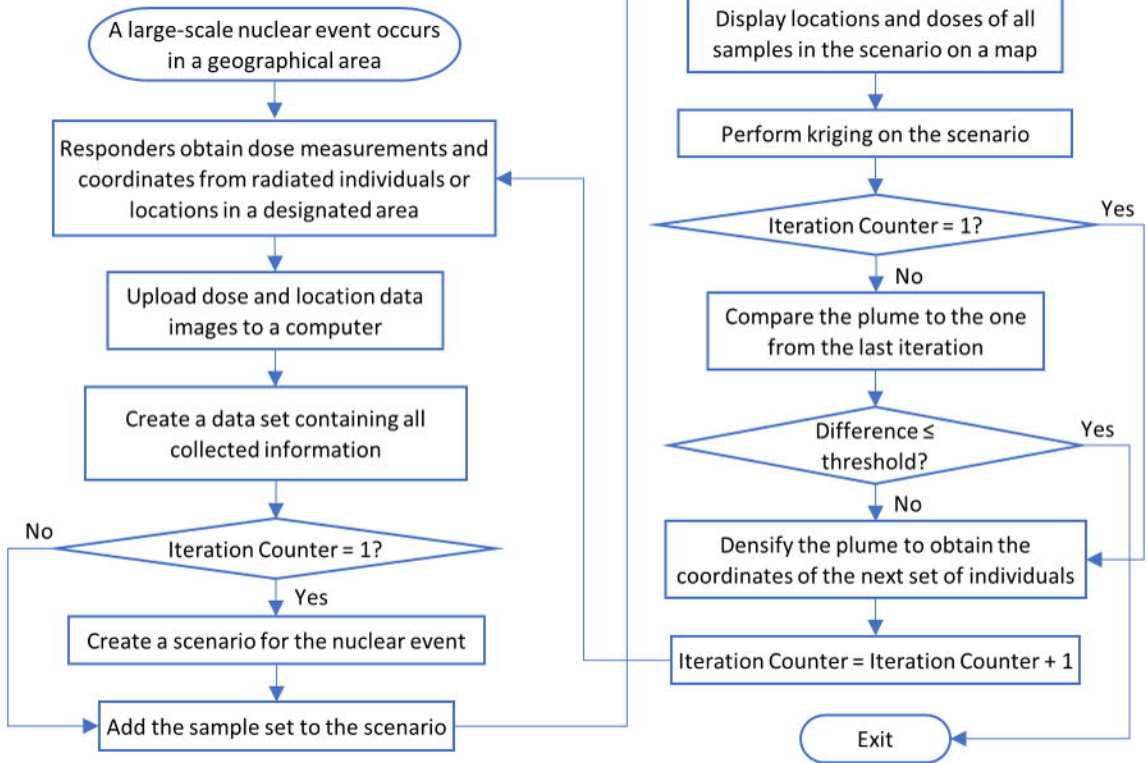 A large-scale nuclear event occurs
in a geographical area
Responders obtain dose measurements and
coordinates from radiated individuals or
locations in a designated area
Upload dose and location data
images to a computer
Create a data set containing all
collected information
No
Iteration Counter = 1?
Yes
Create a scenario for the nuclear event
Add the sample set to the scenario
Display locations and doses of all
samples in the scenario on a map
Perform kriging on the scenario
Yes
Iteration Counter = 1?
No
Compare the plume to the one
from the last iteration
Yes
Difference ≤
threshold?
No
Densify the plume to obtain the
coordinates of the next set of individuals
Iteration Counter = Iteration Counter + 1
Exit